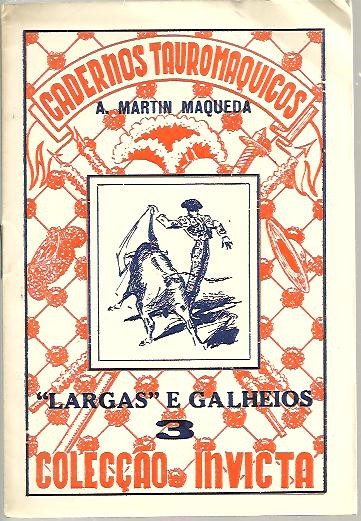 CADERNOS TAUROMAQUICOS
A. MARTIN MAQUEDA
"LARGAS" E GALHEIOS
3
COLECÇÃO INVICTA